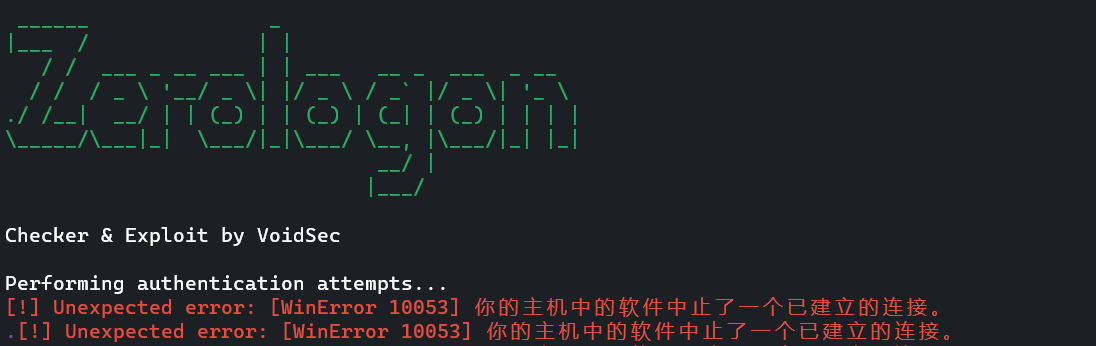 Zerologon
Checker & Exploit by VoidSec
Performing authentication attempts...
[!] Unexpected error: [WinError 10053] 你的主机中的软件中止了一个已建立的连接。
.[!] Unexpected error: [WinError 10053] 你的主机中的软件中止了一个已建立的连接。